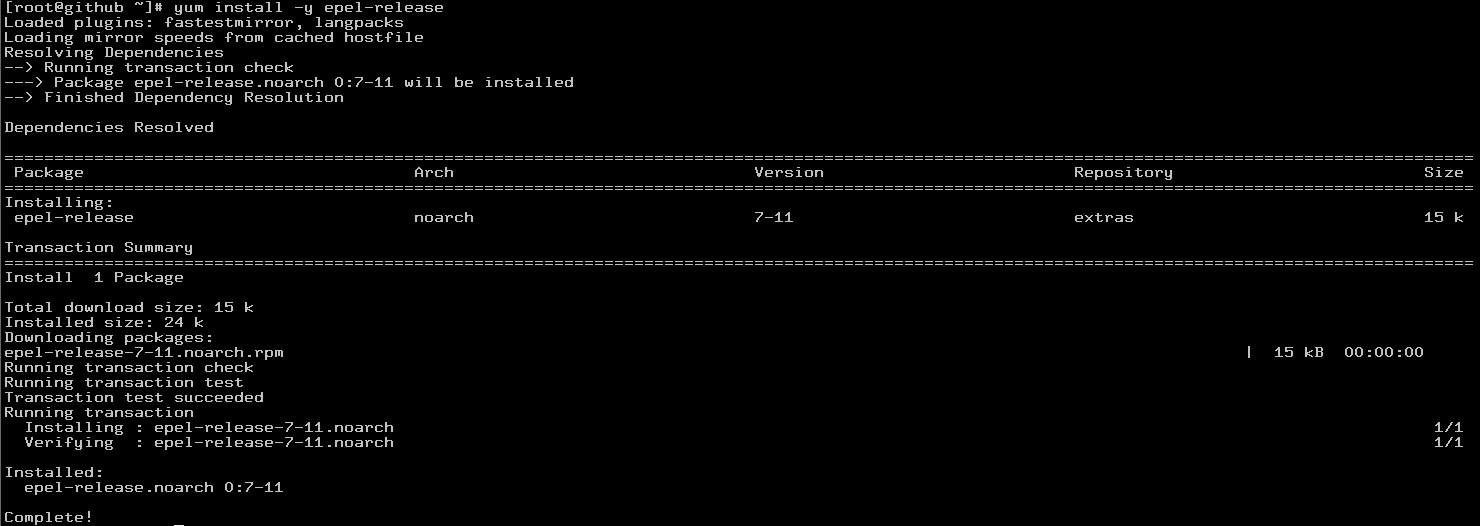 [root@github ~]# yum install -y epel-release
Loaded plugins: fastestmirror, langpacks
Loading mirror speeds from cached hostfile
Resolving Dependencies
--> Running transaction check
---> Package epel-release.noarch 0:7-11 will be installed
--> Finished Dependency Resolution

Dependencies Resolved

===================================================================================================================================================
 Package                                 Arch                              Version                         Repository                         Size
===================================================================================================================================================
Installing:
 epel-release                            noarch                            7-11                            extras                             15 k

Transaction Summary
===================================================================================================================================================
Install  1 Package

Total download size: 15 k
Installed size: 24 k
Downloading packages:
epel-release-7-11.noarch.rpm                                                                                                |  15 kB  00:00:00
Running transaction check
Running transaction test
Transaction test succeeded
Running transaction
  Installing : epel-release-7-11.noarch                                                                                                        1/1
  Verifying  : epel-release-7-11.noarch                                                                                                        1/1

Installed:
  epel-release.noarch 0:7-11

Complete!